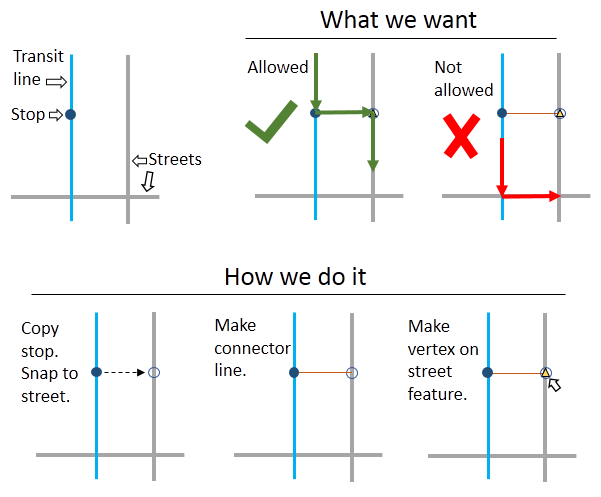 What we want
Transit
line
Stop
Streets
Allowed
Not
allowed
How we do it
Copy
stop.
Snap to
street.
Make
connector
line.
Make
vertex on
street
feature.